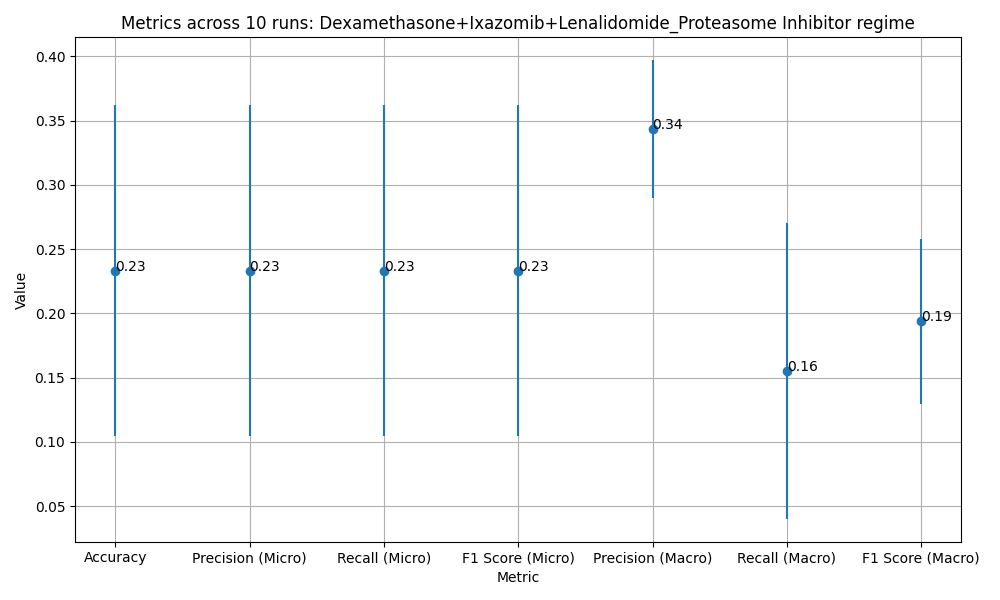 Metrics across 10 runs: Dexamethasone+Ixazomib+Lenalidomide_Proteasome Inhibitor regime
0.40
0.35
0.34
0.30
0.25
0.23
0.23
0.23
0.23
Value
0.20
0.19
0.15
0.16
0.10
0.05
Accuracy
Precision (Micro)
Recall (Micro)
F1 Score (Micro)
Precision (Macro)
Recall (Macro)
F1 Score (Macro)
Metric